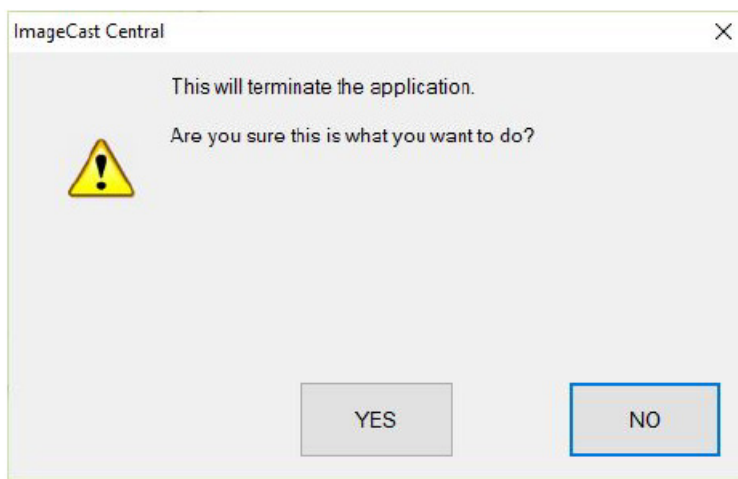 ImageCast Central
This will terminate the application.
Are you sure this is what you want to do?
YES NO